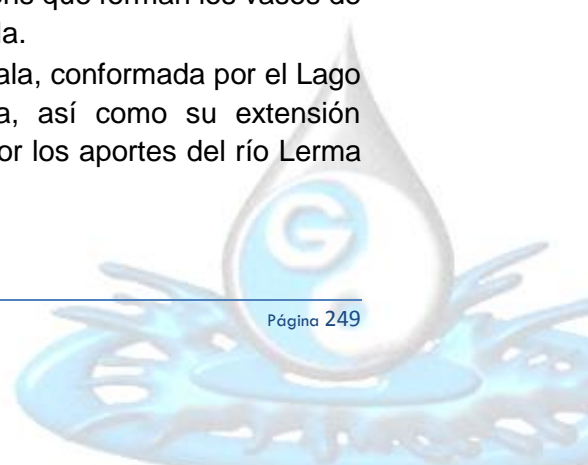 que forman los vasos de
la.
ala, conformada por el Lago
a, así como su extensión
or los aportes del río Lerma
G
Página 249